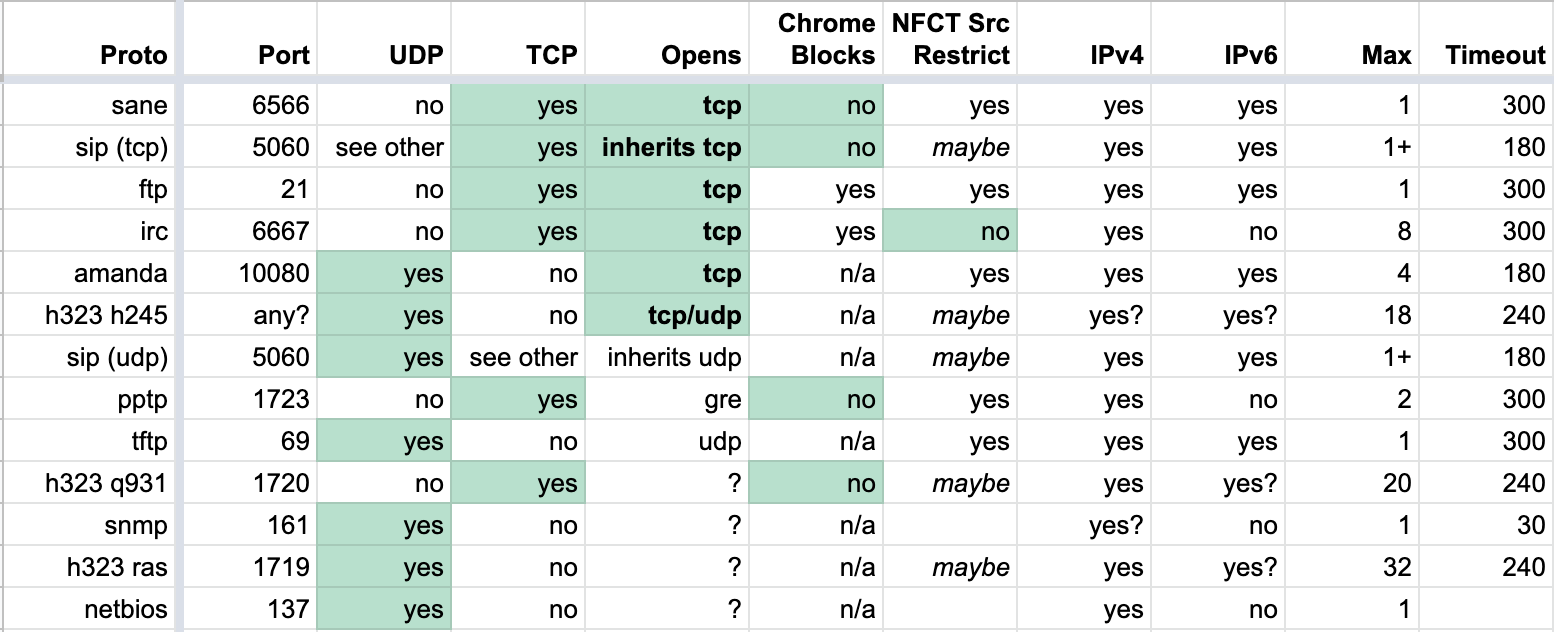 Proto Port UDP TCP Opens Chrome Blocks NFCT Src Restrict IPv4 IPv6 Max Timeout
sane 6566 no yes tcp no yes yes yes 1 300
sip (tcp) 5060 see other yes inherits tcp no maybe yes yes 1+ 180
ftp 21 no yes tcp yes yes yes yes 1 300
irc 6667 no yes tcp yes no yes no 8 300
amanda 10080 yes no tcp n/a yes yes yes 4 180
h323 h245 any? yes no tcp/udp n/a maybe yes? yes? 18 240
sip (udp) 5060 yes see other inherits udp n/a maybe yes yes 1+ 180
pptp 1723 no yes gre no yes yes no 2 300
tftp 69 yes no udp n/a yes yes yes 1 300
h323 q931 1720 no yes ? no maybe yes yes? 20 240
snmp 161 yes no ? n/a yes? no 1 30
h323 ras 1719 yes no ? n/a maybe yes yes? 32 240
netbios 137 yes no ? n/a yes no 1